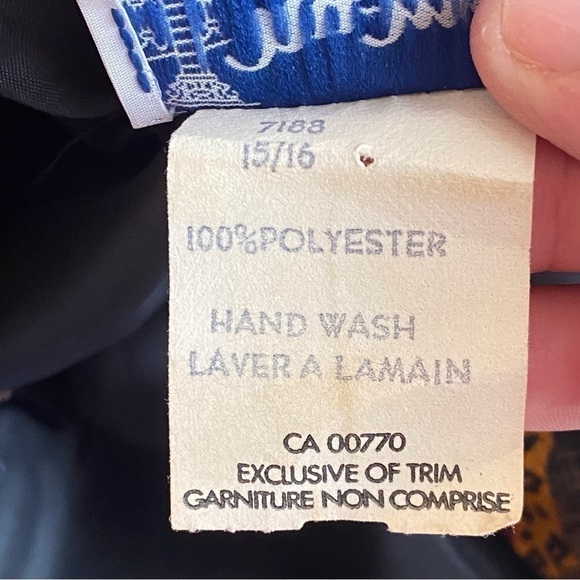 7188
15/16
100%POLYESTER
HAND WASH
LAVER A LAMAIN
CA 00770
EXCLUSIVE OF TRIM
GARNITURE NON COMPRISE